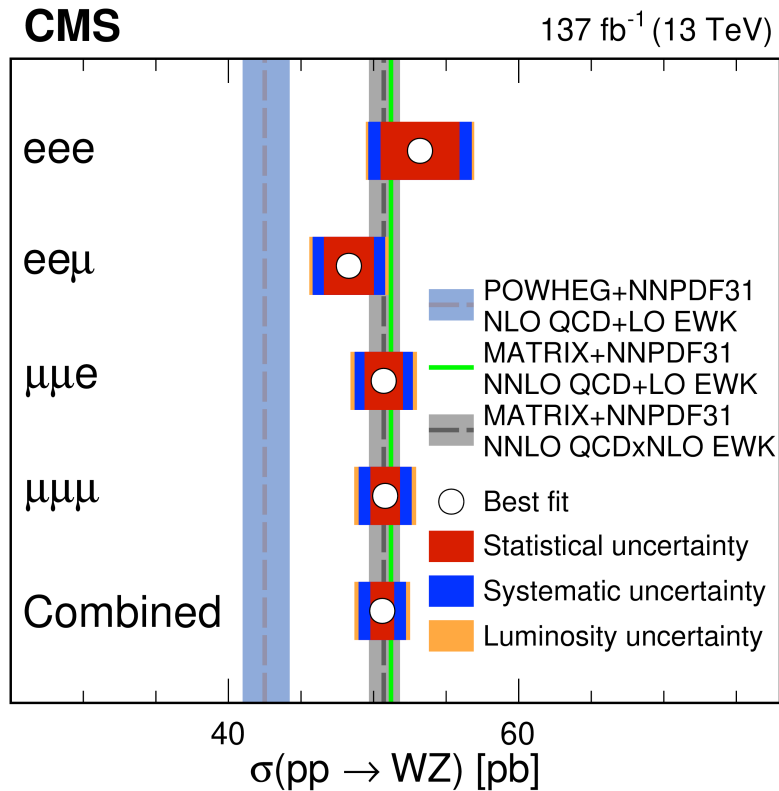 CMS
137 fb⁻¹ (13 TeV)
eee
eeμ
μμe
μμμ
Combined
POWHEG+NNPDF31
NLO QCD+LO EWK
MATRIX+NNPDF31
NNLO QCD+LO EWK
MATRIX+NNPDF31
NNLO QCDxNLO EWK
Best fit
Statistical uncertainty
Systematic uncertainty
Luminosity uncertainty
40 60
σ(pp → WZ) [pb]